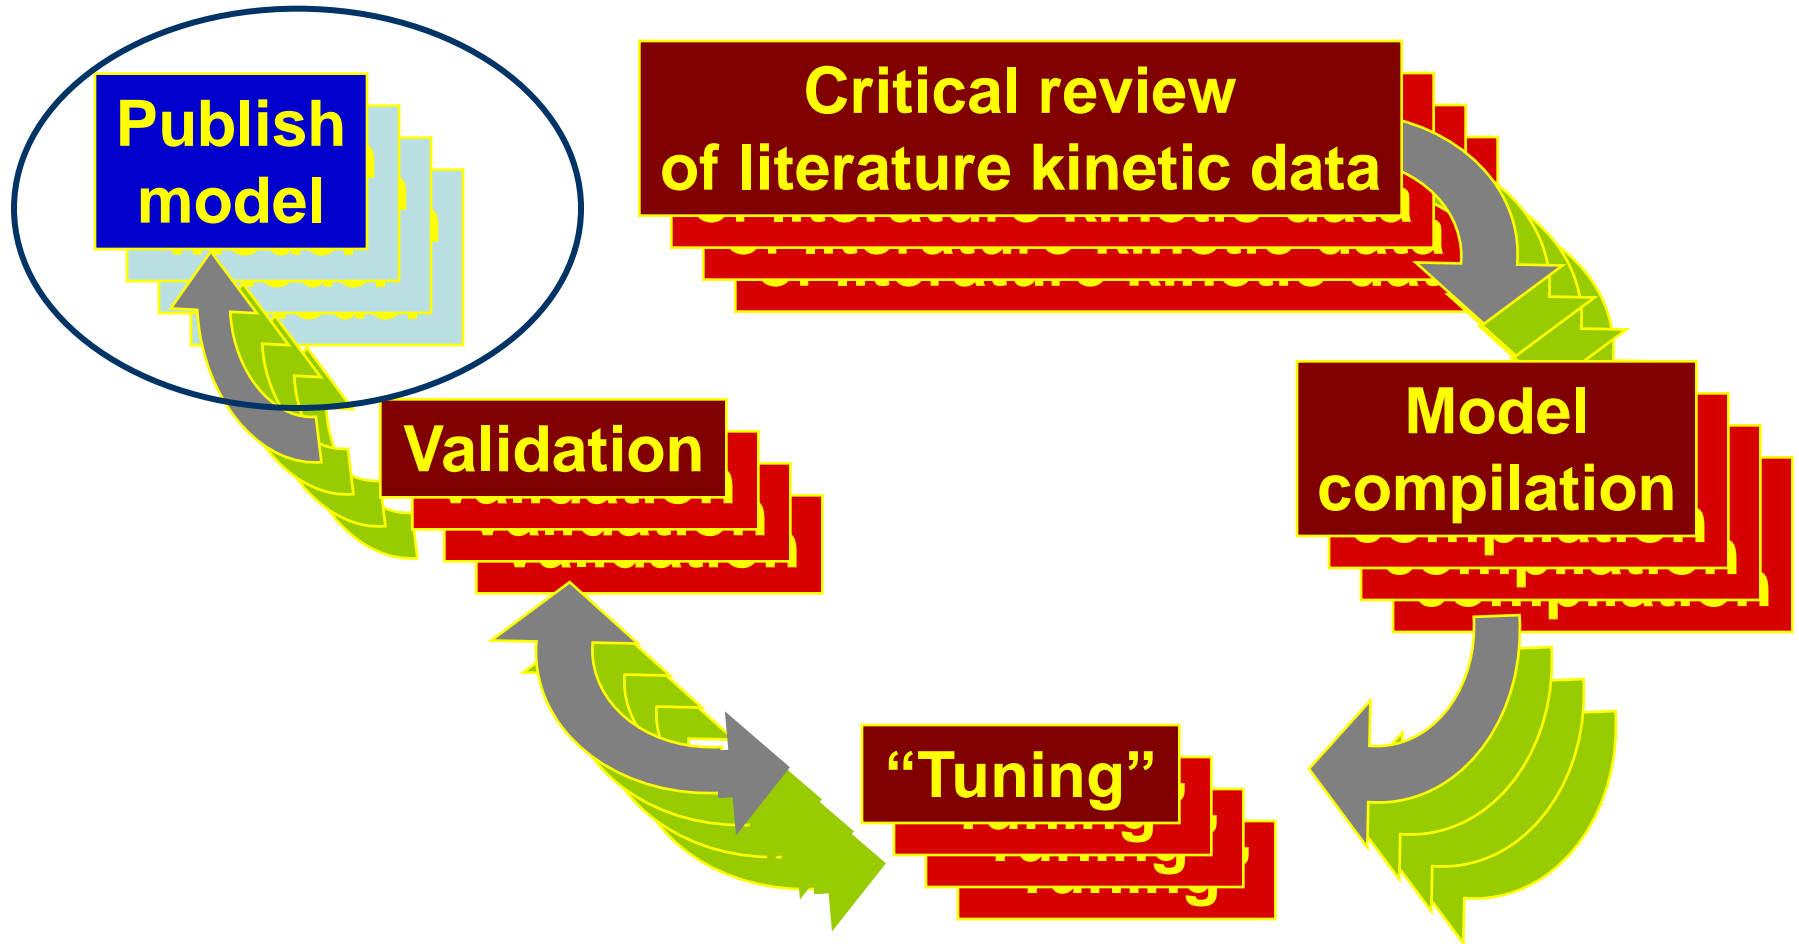 Publish
model
Critical review
of literature kinetic data
Validation
Model
compilation
“Tuning”